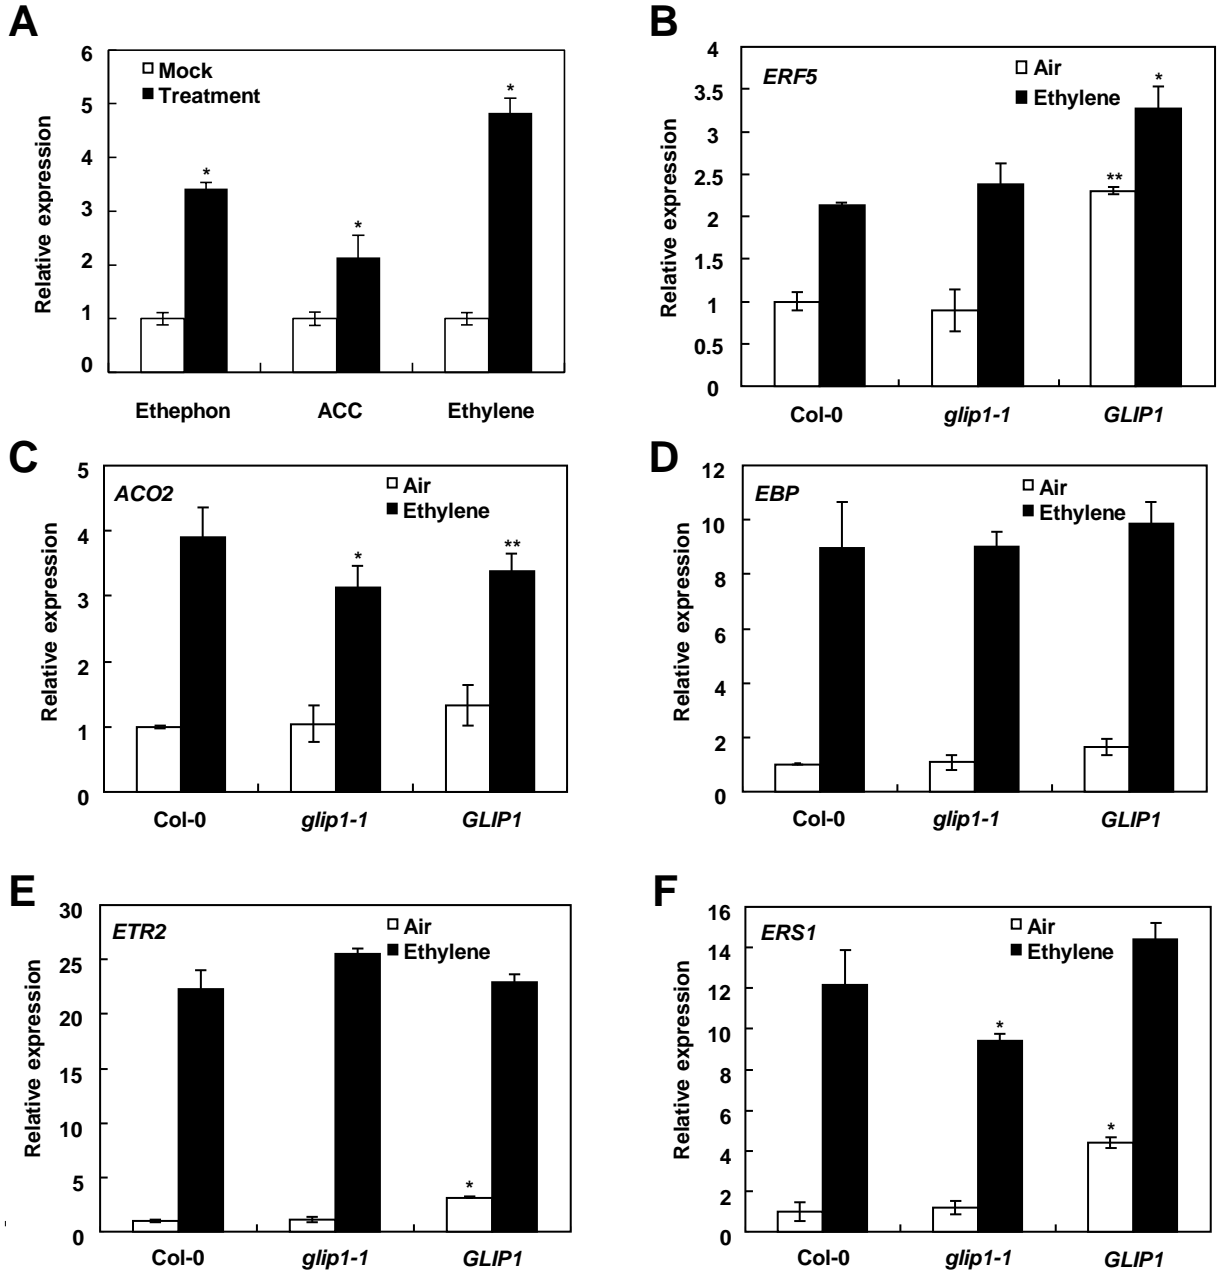 A
Relative expression
6
5
4
3
2
1
0
Mock
Treatment
*
*
*
Ethephon ACC Ethylene
B
Relative expression
4
3.5
3
2.5
2
1.5
1
0.5
0
ERF5
Air
Ethylene
**
*
Col-0 glip1-1 GLIP1
C
Relative expression
5
4
3
2
1
0
ACO2
Air
Ethylene
*
**
Col-0 glip1-1 GLIP1
D
Relative expression
12
10
8
6
4
2
0
EBP
Air
Ethylene
Col-0 glip1-1 GLIP1
E
Relative expression
30
25
20
15
10
5
0
ETR2
Air
Ethylene
*
Col-0 glip1-1 GLIP1
F
Relative expression
16
14
12
10
8
6
4
2
0
ERS1
Air
Ethylene
*
*
Col-0 glip1-1 GLIP1